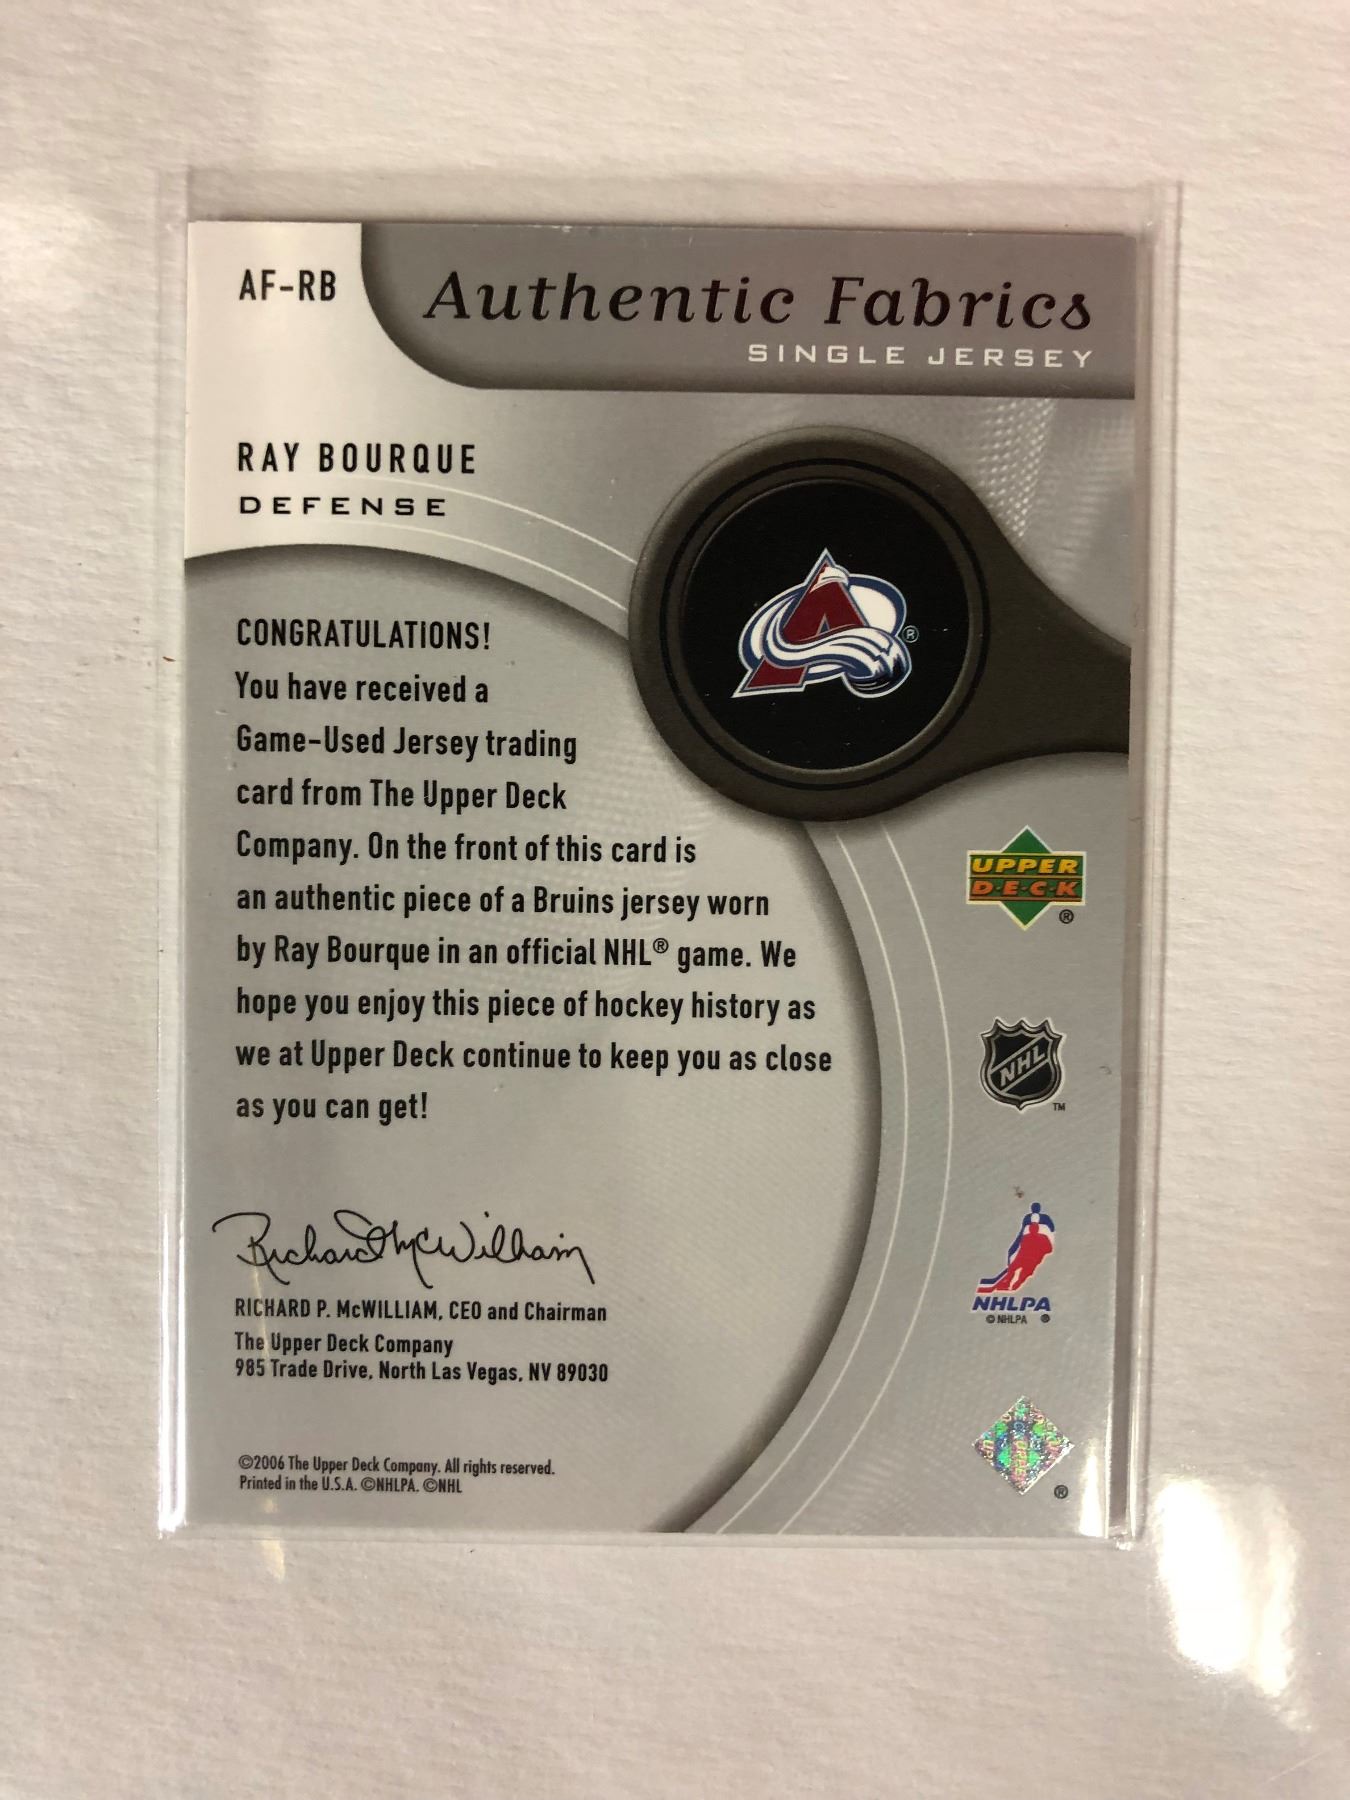 AF-RB
Authentic Fabrics
SINGLE JERSEY
RAY BOURQUE
DEFENSE
A ®
CONGRATULATIONS!
You have received a
Game-Used Jersey trading
card from The Upper Deck
Company. On the front of this card is
an authentic piece of a Bruins jersey worn
by Ray Bourque in an official NHL® game. We
hope you enjoy this piece of hockey history as
we at Upper Deck continue to keep you as close
as you can get!
UPPER
D·E·C·K
®
NHL
TM
NHLPA
© NHLPA ®
Richard McWilliam
RICHARD P. McWILLIAM, CEO and Chairman
The Upper Deck Company
985 Trade Drive, North Las Vegas, NV 89030
©2006 The Upper Deck Company. All rights reserved.
Printed in the U.S.A. ©NHLPA. ©NHL
®